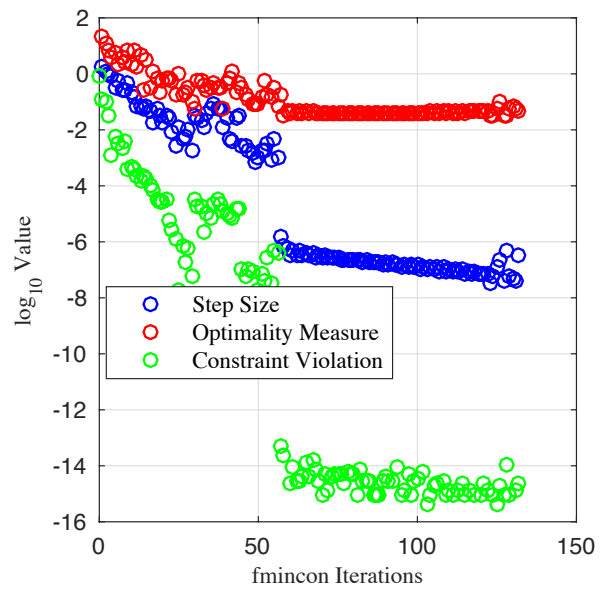 2
0
-2
-4
-6
-8
-10
-12
-14
-16
log10 Value
Step Size
Optimality Measure
Constraint Violation
0 50 100 150
fmincon Iterations